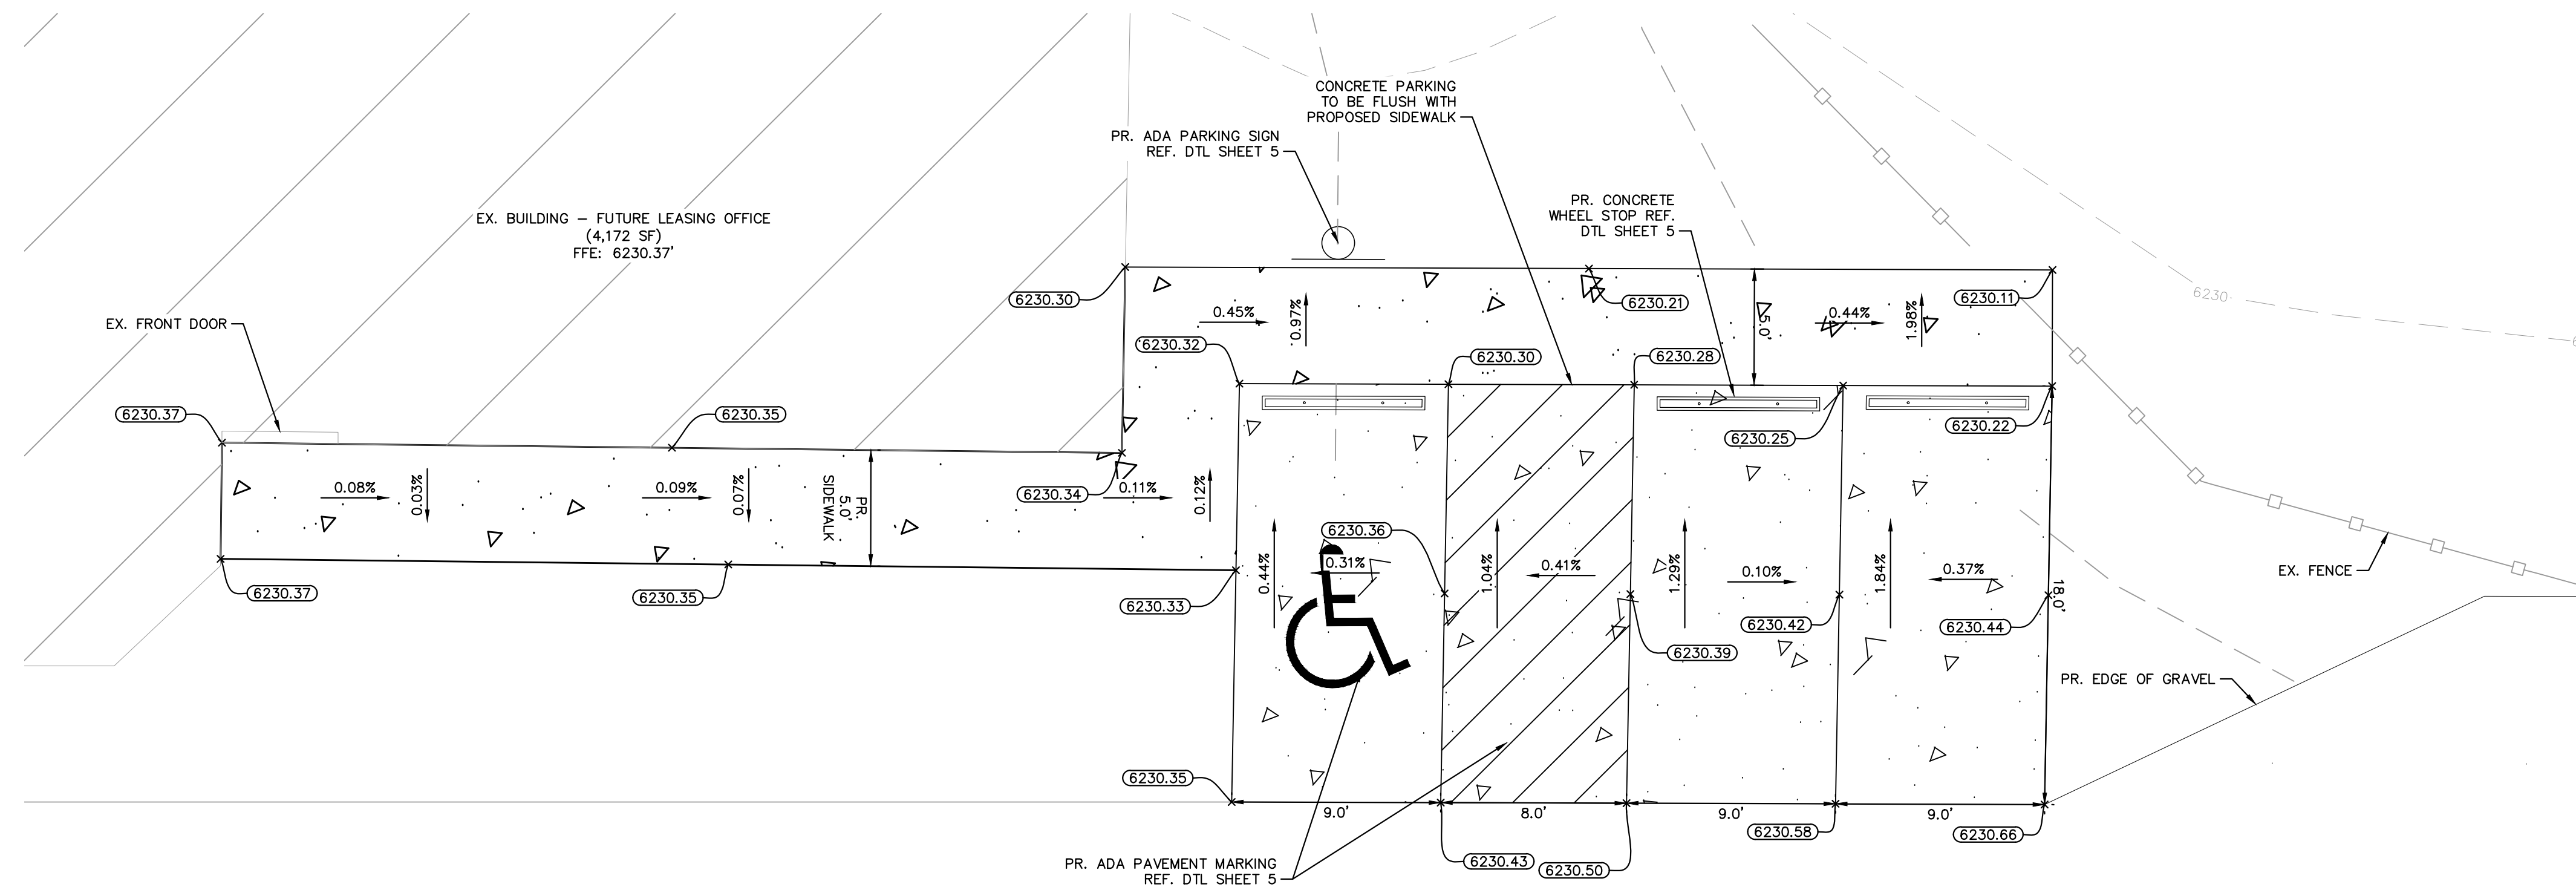 CONCRETE PARKING
TO BE FLUSH WITH
PROPOSED SIDEWALK
PR. ADA PARKING SIGN
REF. DTL SHEET 5
PR. CONCRETE
WHEEL STOP REF.
DTL SHEET 5
EX. BUILDING – FUTURE LEASING OFFICE
(4,172 SF)
FFE: 6230.37'
EX. FRONT DOOR
6230.30
6230.21
6230.11
6230
0.45%
0.97%
5.0'
0.44%
1.98%
6230.32
6230.30
6230.28
6230.37
6230.35
6230.25
6230.22
0.08%
0.03%
0.09%
0.07%
PR.
5.0'
SIDEWALK
6230.34
0.11%
0.12%
6230.36
0.44%
0.31%
1.04%
0.41%
1.29%
0.10%
1.84%
0.37%
18.0'
EX. FENCE
6230.37
6230.35
6230.33
6230.42
6230.44
6230.39
PR. EDGE OF GRAVEL
6230.35
9.0'
8.0'
9.0'
9.0'
6230.58
6230.66
6230.43
6230.50
PR. ADA PAVEMENT MARKING
REF. DTL SHEET 5